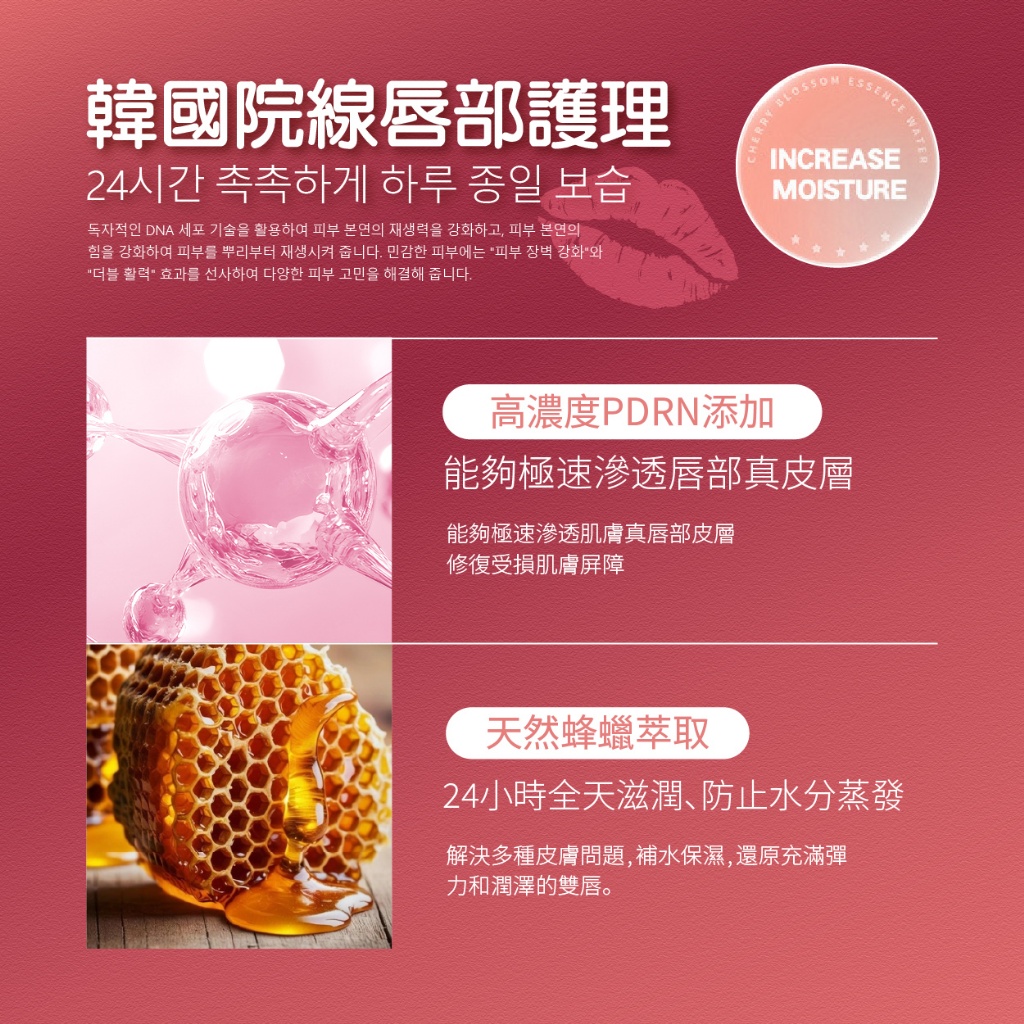 韓國院線唇部護理
24시간 촉촉하게 하루 종일 보습
독자적인 DNA 세포 기술을 활용하여 피부 본연의 재생력을 강화하고, 피부 본연의
힘을 강화하여 피부를 뿌리부터 재생시켜 줍니다. 민감한 피부에는 "피부 장벽 강화"와
"더블 활력" 효과를 선사하여 다양한 피부 고민을 해결해 줍니다.
CHERRY BLOSSOM ESSENCE WATER
INCREASE
MOISTURE
高濃度PDRN添加
能夠極速滲透唇部真皮層
能夠極速滲透肌膚真唇部皮層
修復受損肌膚屏障
天然蜂蠟萃取
24小時全天滋潤、防止水分蒸發
解決多種皮膚問題,補水保濕,還原充滿彈
力和潤澤的雙唇。